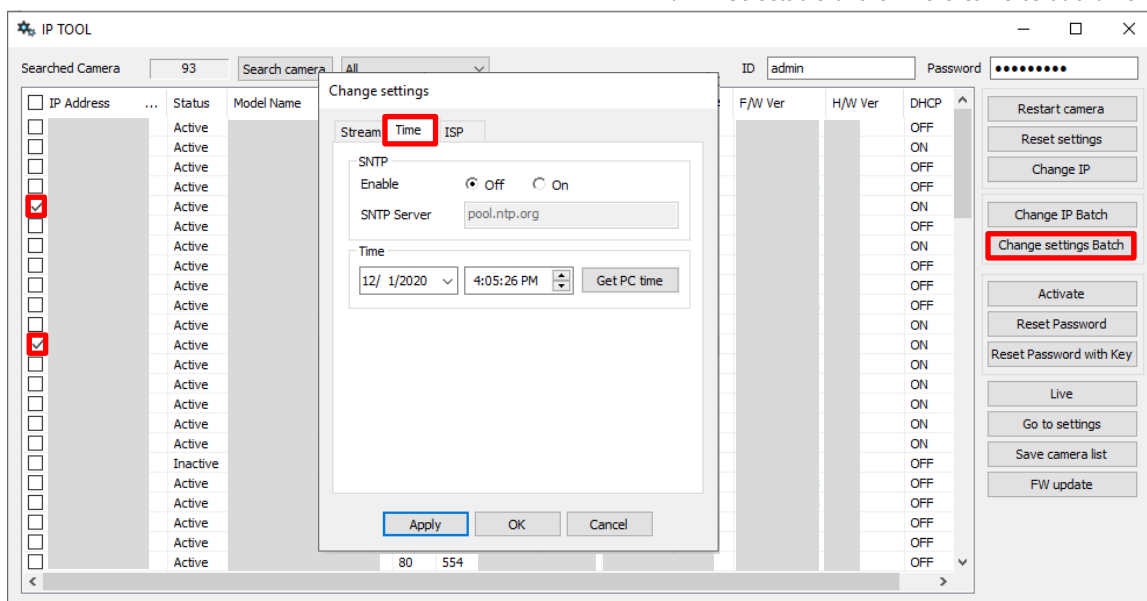 IP TOOL
Searched Camera 93 Search camera All ID admin Password •••••••••
IP Address ... Status Model Name F/W Ver H/W Ver DHCP
Active OFF
Active ON
Active OFF
Active OFF
Active ON
Active OFF
Active ON
Active OFF
Active OFF
Active OFF
Active ON
Active ON
Active ON
Active ON
Active ON
Active ON
Active ON
Inactive OFF
Active OFF
Active OFF
Active OFF
Active OFF
Active 80 554 OFF
Change settings
Stream Time ISP
SNTP
Enable Off On
SNTP Server pool.ntp.org
Time
12/ 1/2020 4:05:26 PM Get PC time
Apply OK Cancel
Restart camera
Reset settings
Change IP
Change IP Batch
Change settings Batch
Activate
Reset Password
Reset Password with Key
Live
Go to settings
Save camera list
FW update